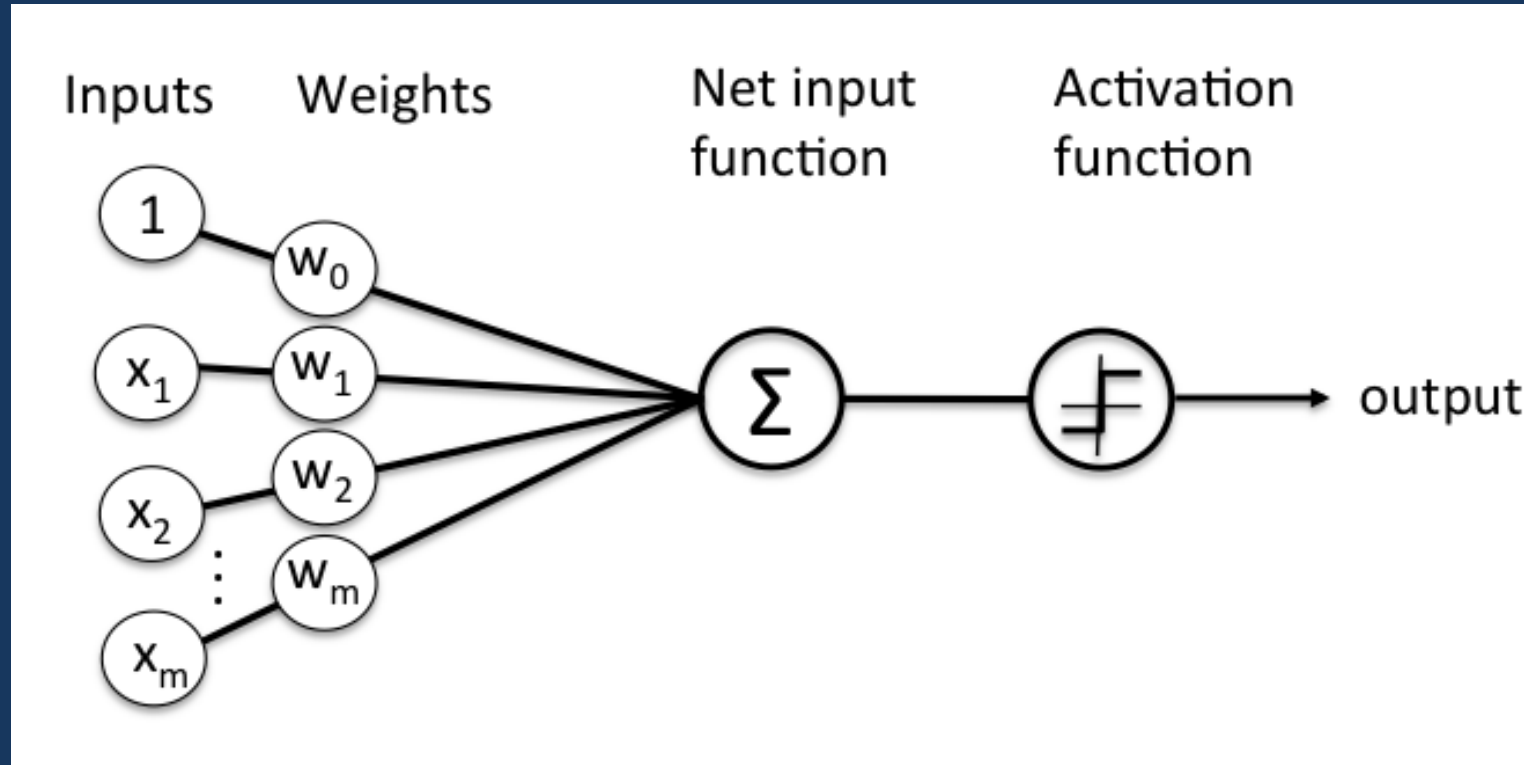 Inputs Weights Net input function Activation function
1
w0
x1
w1
Σ
output
x2
w2
⋮
wm
xm